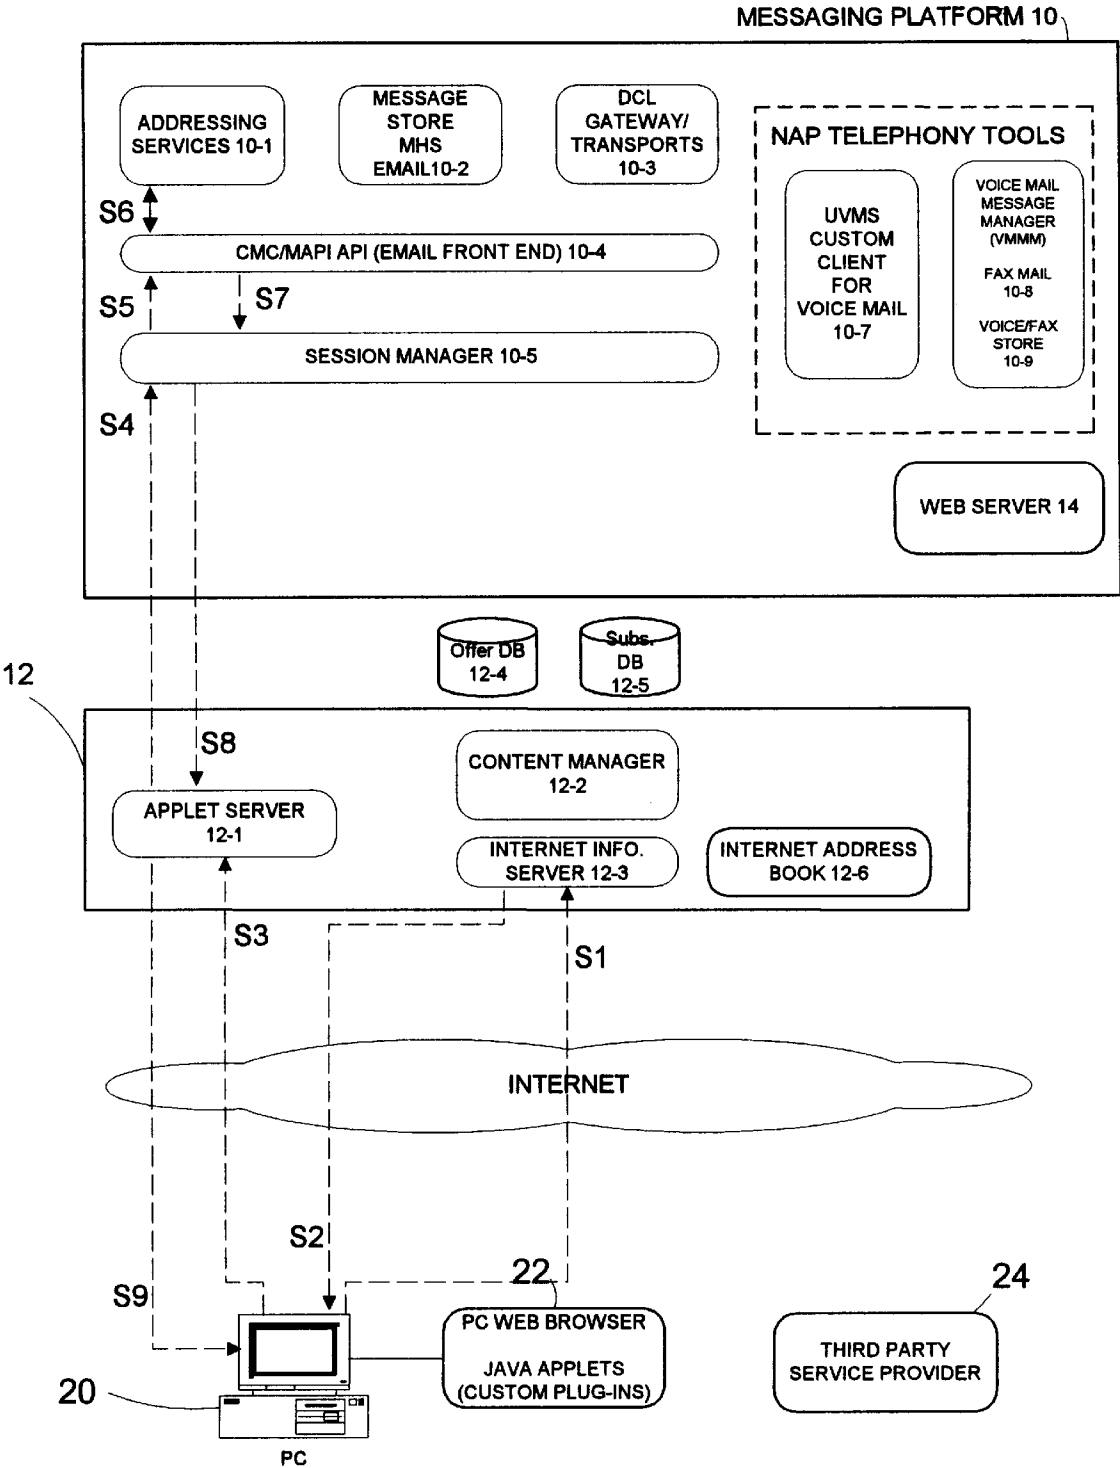 MESSAGING PLATFORM 10
ADDRESSING
SERVICES 10-1
MESSAGE
STORE
MHS
EMAIL10-2
DCL
GATEWAY/
TRANSPORTS
10-3
NAP TELEPHONY TOOLS
UVMS
CUSTOM
CLIENT
FOR
VOICE MAIL
10-7
VOICE MAIL
MESSAGE
MANAGER
(VMMM)
FAX MAIL
10-8
VOICE/FAX
STORE
10-9
S6
CMC/MAPI API (EMAIL FRONT END) 10-4
S5
S7
SESSION MANAGER 10-5
S4
WEB SERVER 14
Offer DB
12-4
Subs.
DB
12-5
12
S8
CONTENT MANAGER
12-2
APPLET SERVER
12-1
INTERNET INFO.
SERVER 12-3
INTERNET ADDRESS
BOOK 12-6
S3
S1
INTERNET
S2
S9
22
PC WEB BROWSER
JAVA APPLETS
(CUSTOM PLUG-INS)
24
THIRD PARTY
SERVICE PROVIDER
20
PC